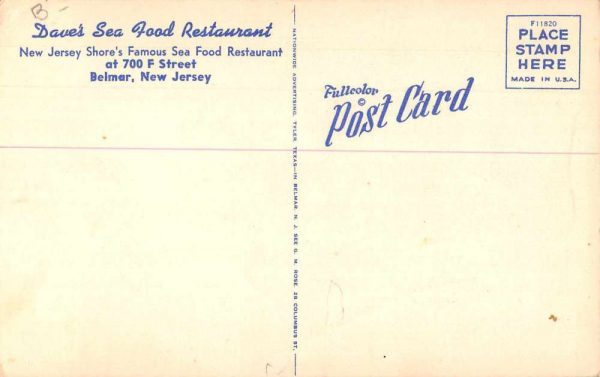 B-
Dave's Sea Food Restaurant
New Jersey Shore's Famous Sea Food Restaurant
at 700 F Street
Belmar, New Jersey
NATIONWIDE ADVERTISING, TYLER, TEXAS—IN BELMAR, N. J. SEE G. M. ROSE, 28 COLUMBUS ST.
Fullcolor
Post Card
F11820
PLACE
STAMP
HERE
MADE IN U.S.A.